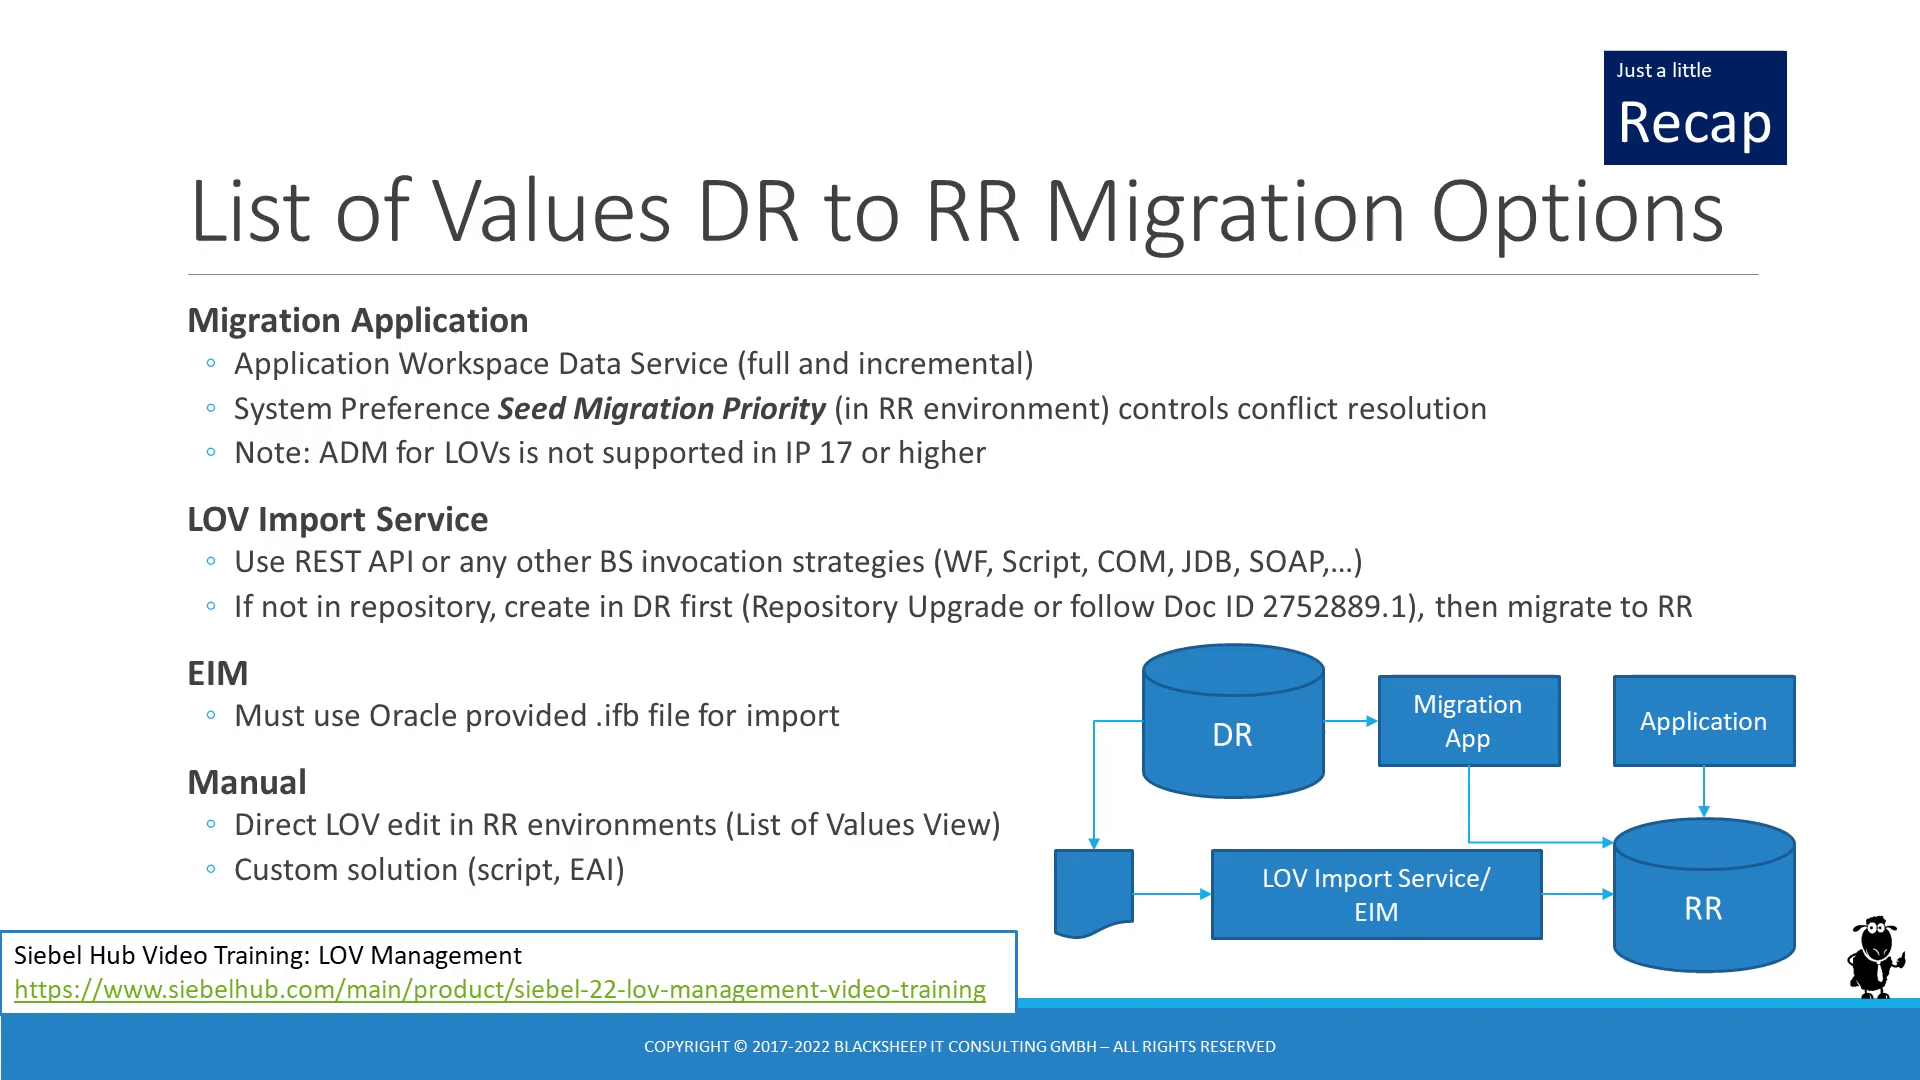 Just a little
Recap
List of Values DR to RR Migration Options
Migration Application
◦ Application Workspace Data Service (full and incremental)
◦ System Preference Seed Migration Priority (in RR environment) controls conflict resolution
◦ Note: ADM for LOVs is not supported in IP 17 or higher
LOV Import Service
◦ Use REST API or any other BS invocation strategies (WF, Script, COM, JDB, SOAP,...)
◦ If not in repository, create in DR first (Repository Upgrade or follow Doc ID 2752889.1), then migrate to RR
EIM
◦ Must use Oracle provided .ifb file for import
Manual
◦ Direct LOV edit in RR environments (List of Values View)
◦ Custom solution (script, EAI)
DR
Migration
App
Application
LOV Import Service/
EIM
RR
Siebel Hub Video Training: LOV Management
https://www.siebelhub.com/main/product/siebel-22-lov-management-video-training
COPYRIGHT © 2017-2022 BLACKSHEEP IT CONSULTING GMBH – ALL RIGHTS RESERVED